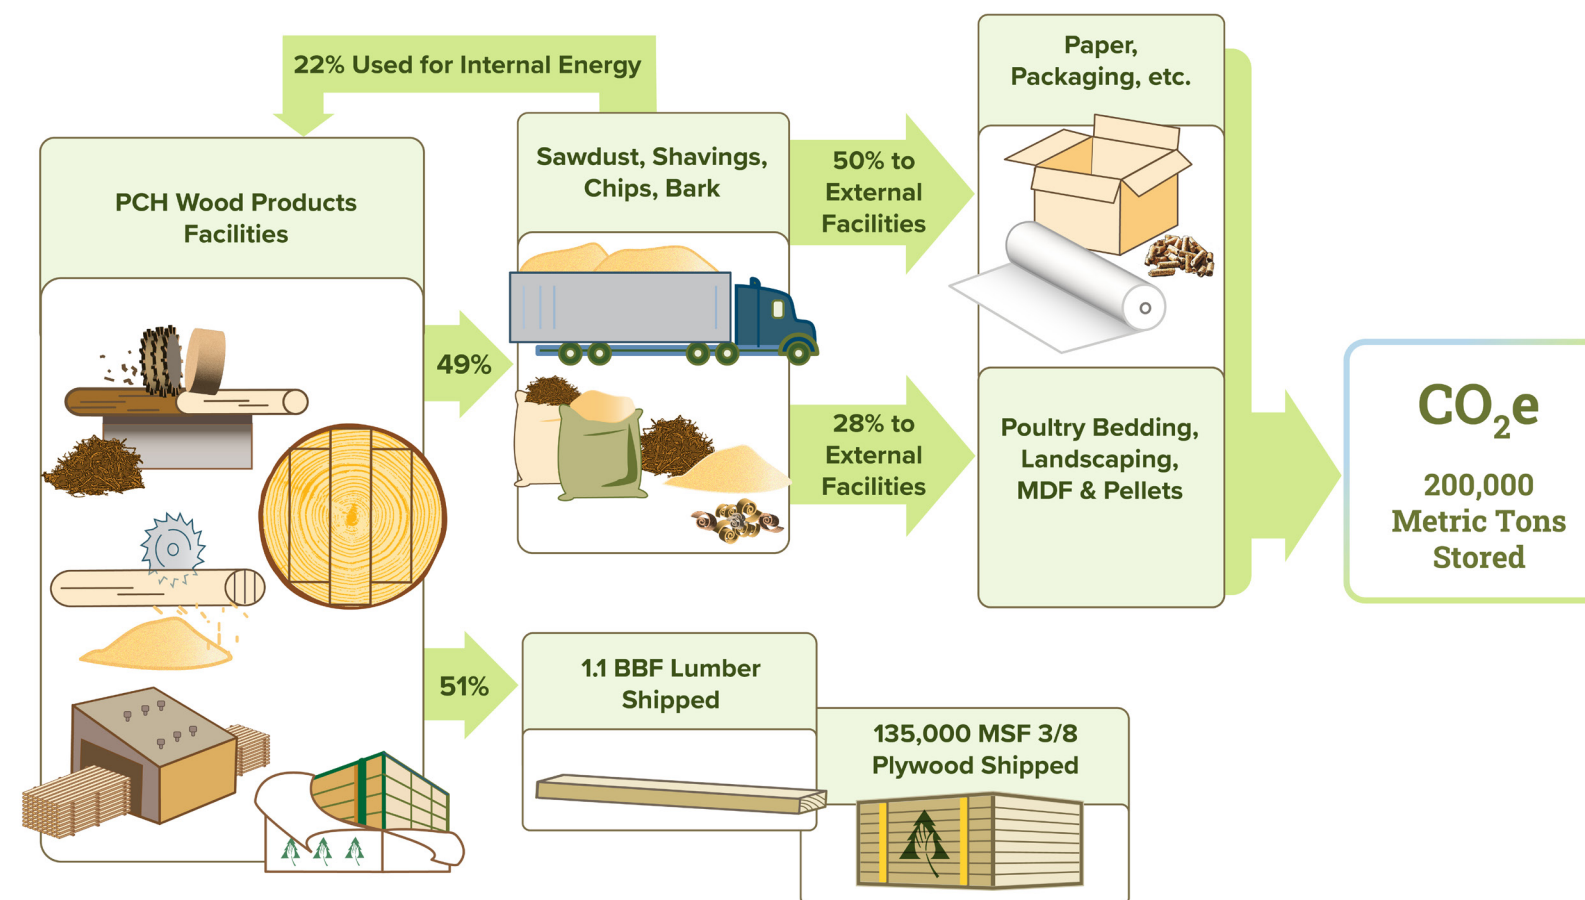 22% Used for Internal Energy
PCH Wood Products
Facilities
49%
51%
Sawdust, Shavings,
Chips, Bark
50% to
External
Facilities
28% to
External
Facilities
Paper,
Packaging, etc.
Poultry Bedding,
Landscaping,
MDF & Pellets
CO₂e
200,000
Metric Tons
Stored
1.1 BBF Lumber
Shipped
135,000 MSF 3/8
Plywood Shipped